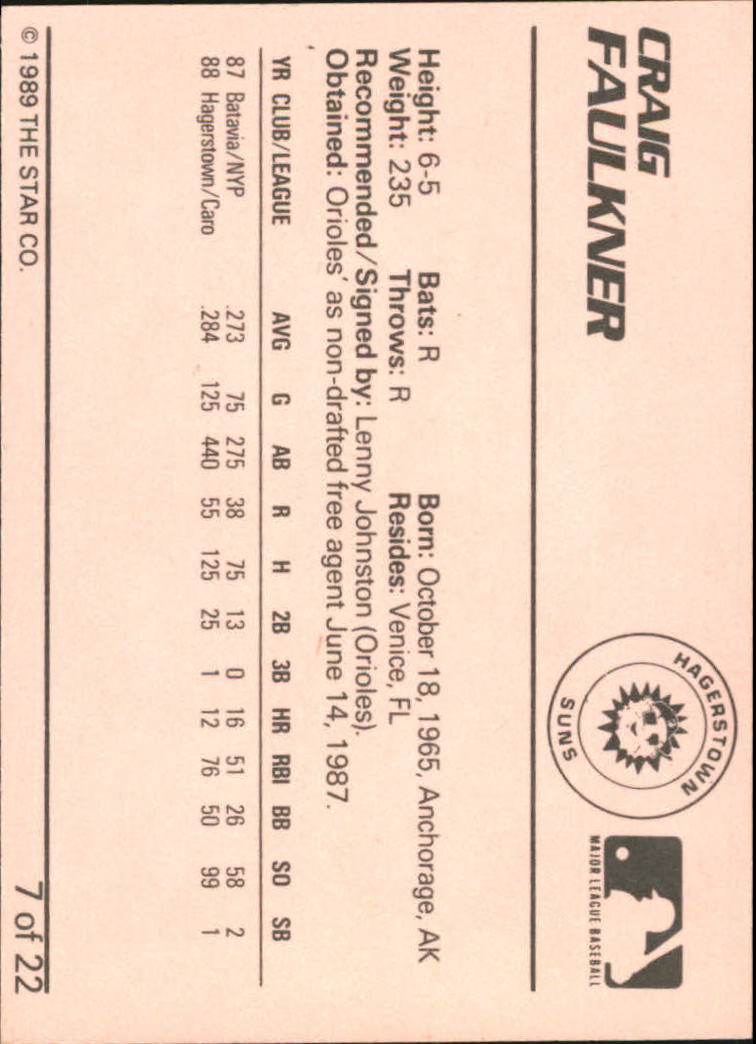 CRAIG
FAULKNER
HAGERSTOWN
SUNS
MAJOR LEAGUE BASEBALL
Height: 6-5 Bats: R Born: October 18, 1965, Anchorage, AK
Weight: 235 Throws: R Resides: Venice, FL
Recommended/Signed by: Lenny Johnston (Orioles).
Obtained: Orioles' as non-drafted free agent June 14, 1987.
YR CLUB/LEAGUE AVG G AB R H 2B 3B HR RBI BB SO SB
87 Batavia/NYP .273 75 275 38 75 13 0 16 51 26 58 2
88 Hagerstown/Caro .284 125 440 55 125 25 1 12 76 50 99 1
© 1989 THE STAR CO. 7 of 22